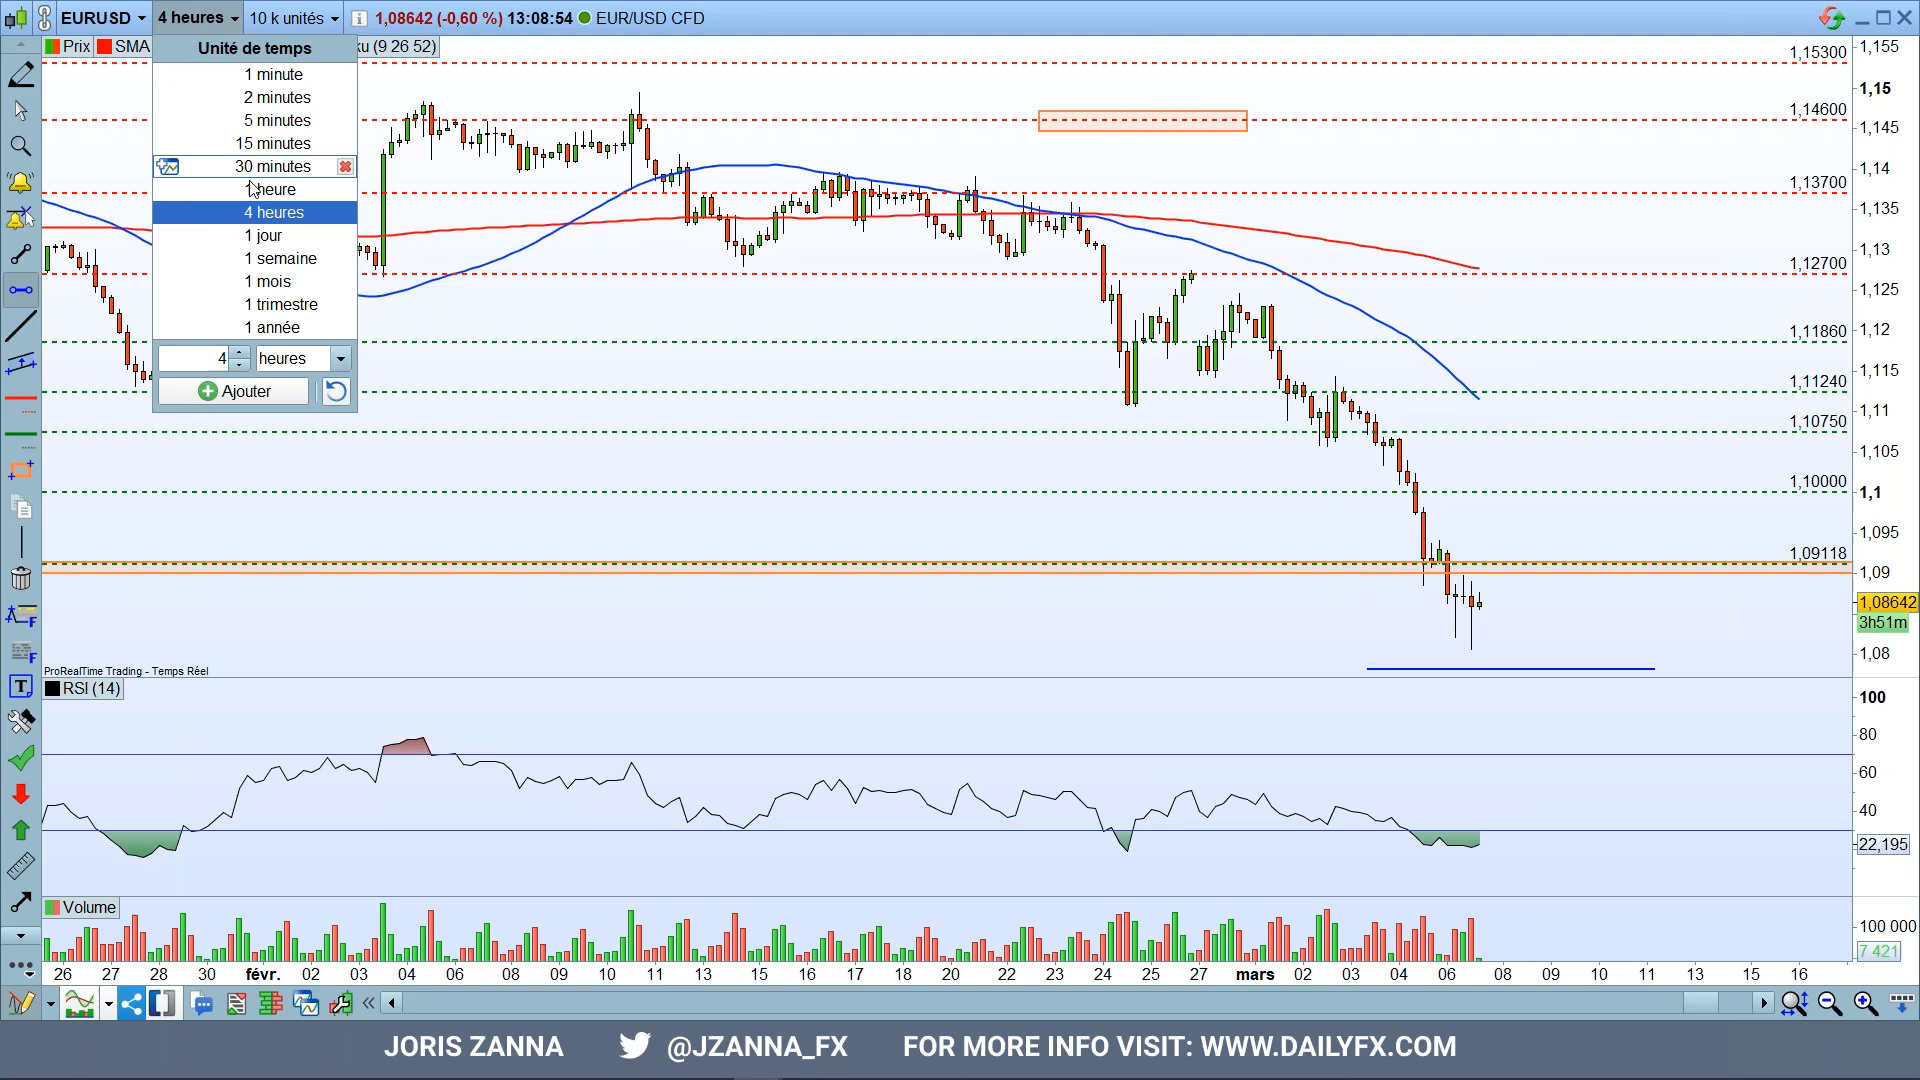 EURUSD 4 heures 10 k unités 1,08642 (-0,60 %) 13:08:54 EUR/USD CFD
Prix SMA ku (9 26 52)
Unité de temps
1 minute
2 minutes
5 minutes
15 minutes
30 minutes
1 heure
4 heures
1 jour
1 semaine
1 mois
1 trimestre
1 année
4 heures
Ajouter
1,15300
1,14600
1,13700
1,12700
1,11860
1,11240
1,10750
1,10000
1,09118
1,155
1,15
1,145
1,14
1,135
1,13
1,125
1,12
1,115
1,11
1,105
1,1
1,095
1,09
1,08642
3h51m
1,08
ProRealTime Trading - Temps Réel
RSI (14)
100
80
60
40
22,195
Volume
100 000
7 421
26 27 28 30 févr. 02 03 04 06 08 09 10 11 13 15 16 17 18 20 22 23 24 25 27 mars 02 03 04 06 08 09 10 11 13 15 16
JORIS ZANNA @JZANNA_FX FOR MORE INFO VISIT: WWW.DAILYFX.COM